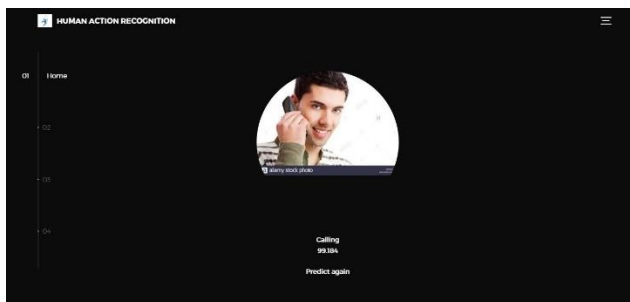 HUMAN ACTION RECOGNITION
01 Home
02
03
04
alamy stock photo
Calling
99.184
Predict again